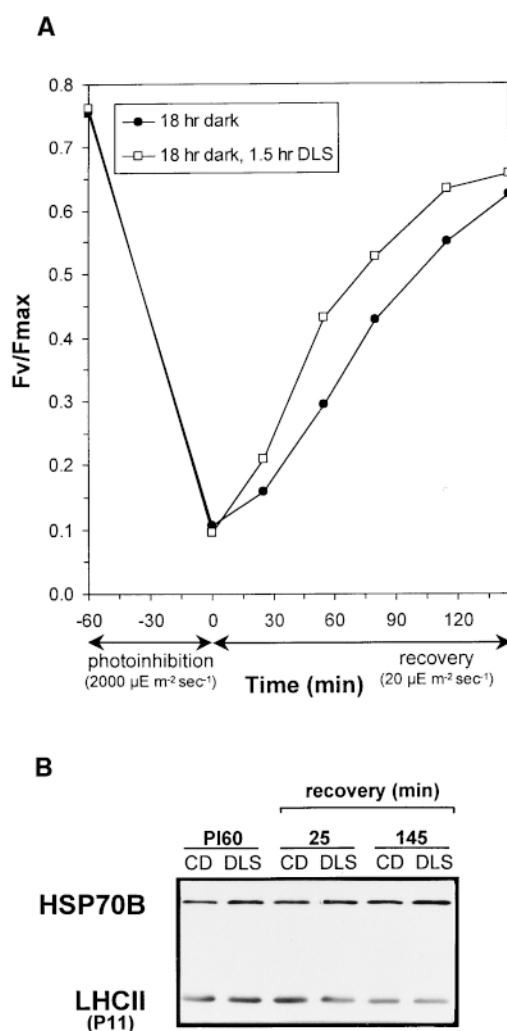 A
0.8
0.7
0.6
0.5
0.4
0.3
0.2
0.1
0.0
Fv/Fmax
18 hr dark
18 hr dark, 1.5 hr DLS
-60 -30 0 30 60 90 120
photoinhibition recovery
(2000 µE m-2 sec-1) Time (min) (20 µE m-2 sec-1)
B
recovery (min)
PI60 25 145
CD DLS CD DLS CD DLS
HSP70B
LHCII
(P11)